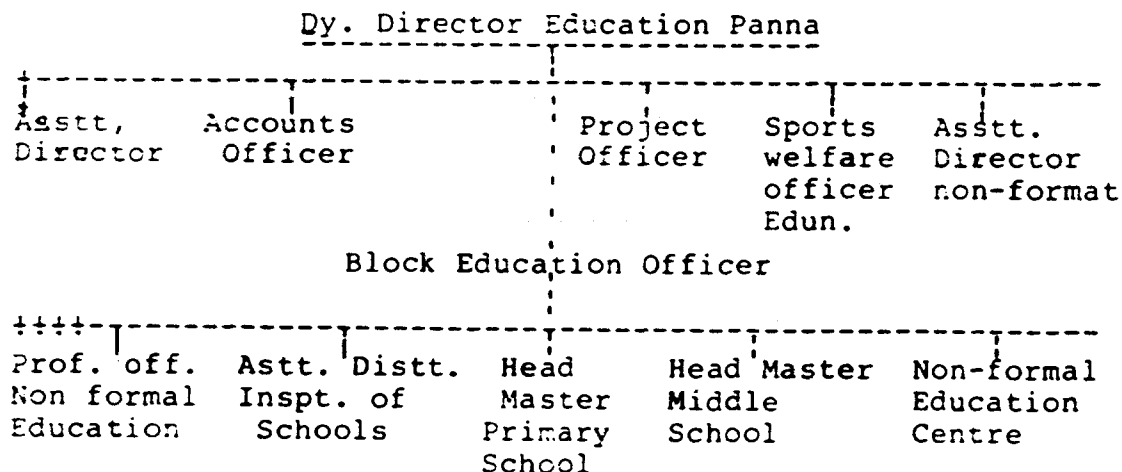 Dy. Director Education Panna
Asstt, Accounts Project Sports Asstt.
Director Officer Officer welfare Director
officer non-format
Edun.
Block Education Officer
Prof. off. Astt. Distt. Head Head Master Non-formal
Non formal Inspt. of Master Middle Education
Education Schools Primary School Centre
School